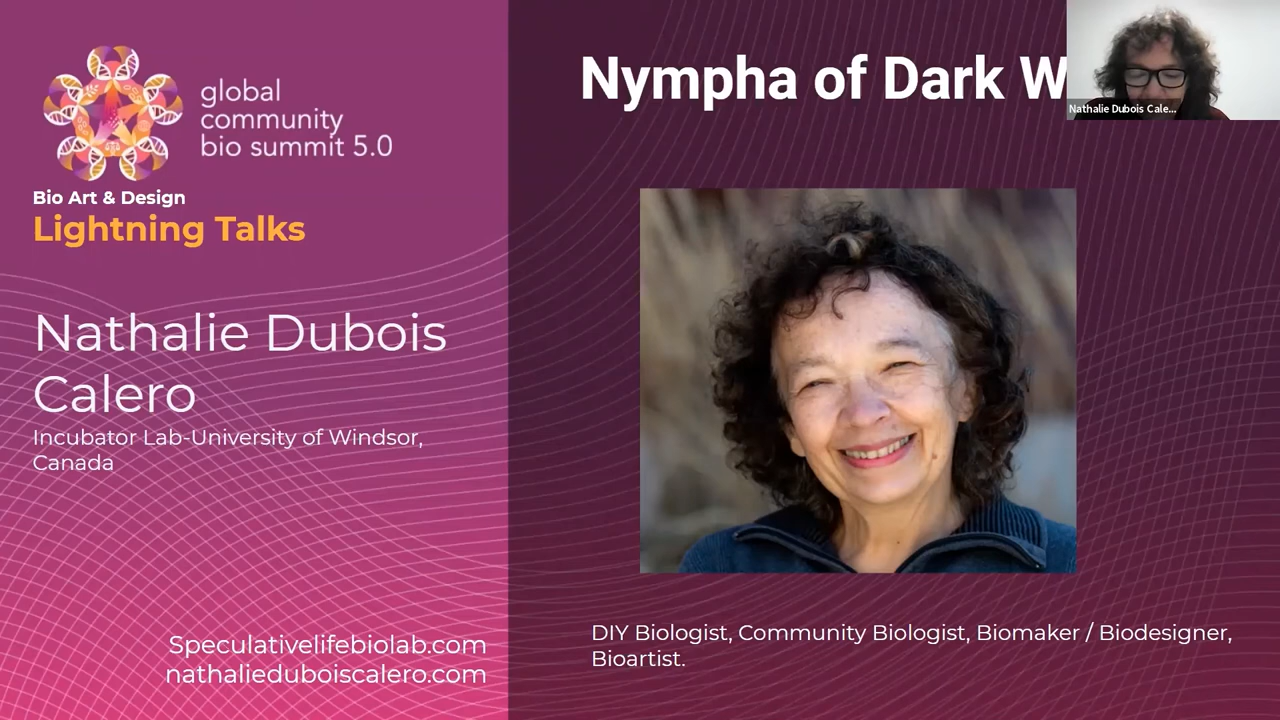 global
community
bio summit 5.0
Bio Art & Design
Lightning Talks
Nathalie Dubois
Calero
Incubator Lab-University of Windsor,
Canada
Speculativelifebiolab.com
nathalieduboiscalero.com
Nympha of Dark
Nathalie Dubois Cale...
DIY Biologist, Community Biologist, Biomaker / Biodesigner,
Bioartist.